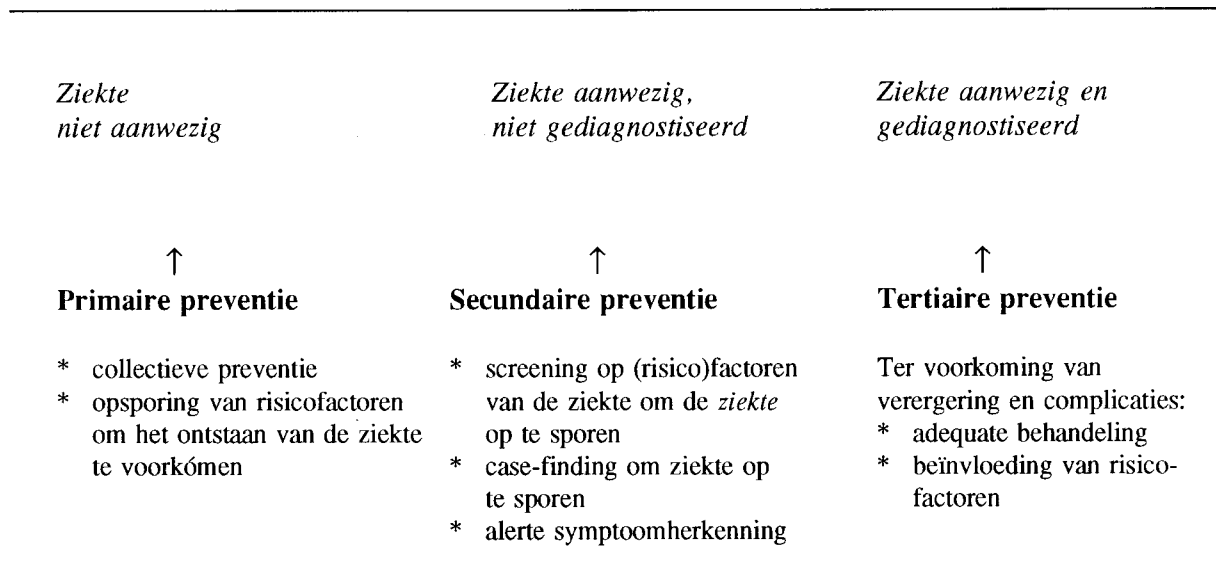 Ziekte
niet aanwezig
Ziekte aanwezig,
niet gediagnostiseerd
Ziekte aanwezig en
gediagnostiseerd
↑
Primaire preventie
* collectieve preventie
* opsporing van risicofactoren
om het ontstaan van de ziekte
te voorkómen
↑
Secundaire preventie
* screening op (risico)factoren
van de ziekte om de ziekte
op te sporen
* case-finding om ziekte op
te sporen
* alerte symptoomherkenning
↑
Tertiaire preventie
Ter voorkoming van
verergering en complicaties:
* adequate behandeling
* beïnvloeding van risico-
factoren